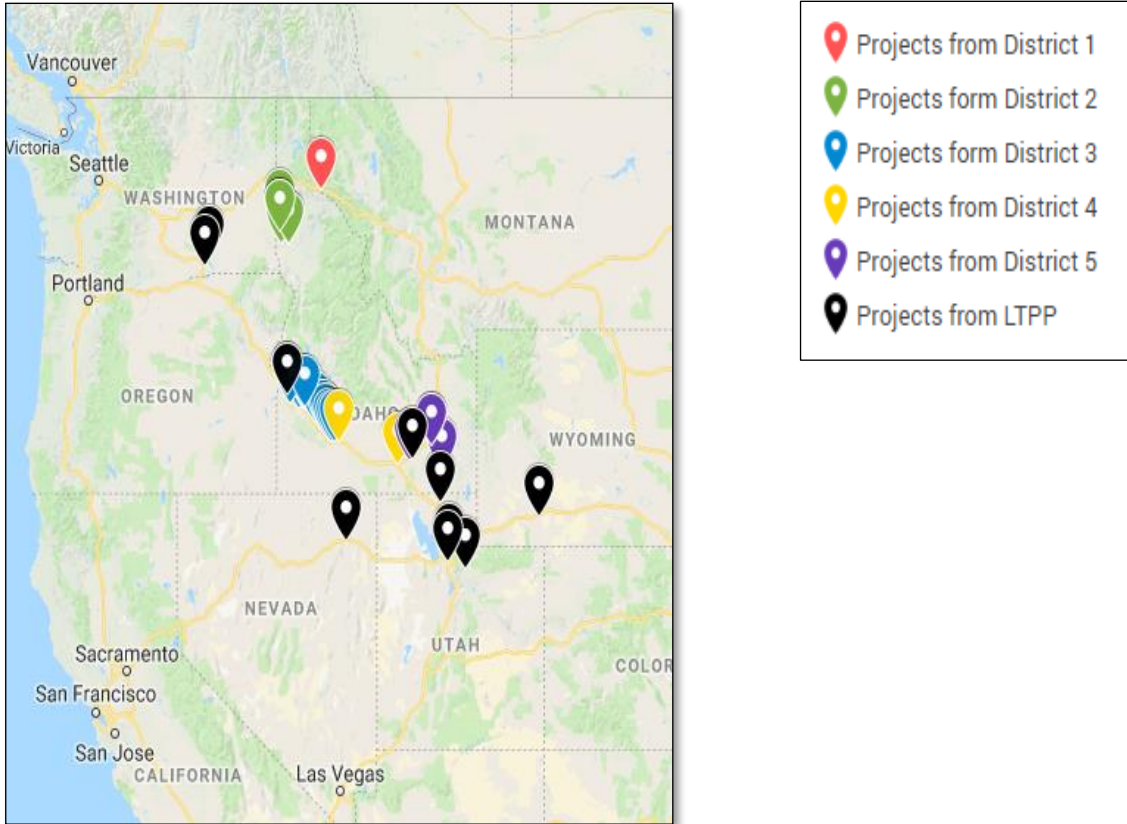 Vancouver
Victoria
Seattle
WASHINGTON
MONTANA
Portland
OREGON
IDAHO
WYOMING
NEVADA
UTAH
Sacramento
COLOR
San Francisco
San Jose
CALIFORNIA
Las Vegas
Projects from District 1
Projects form District 2
Projects form District 3
Projects from District 4
Projects from District 5
Projects from LTPP